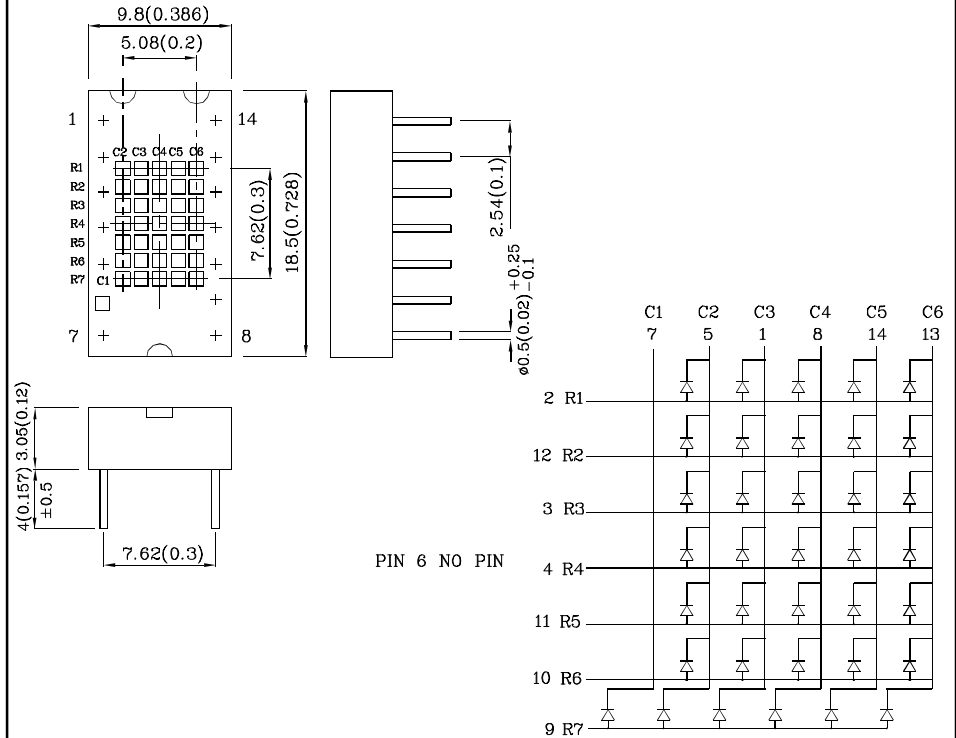 9.8(0.386)
5.08(0.2)
1
14
C2 C3 C4 C5 C6
R1
R2
R3
R4
R5
R6
R7
C1
7
8
7.62(0.3)
18.5(0.728)
2.54(0.1)
ø0.5(0.02) +0.25
-0.1
3.05(0.12)
4(0.157)
±0.5
7.62(0.3)
PIN 6 NO PIN
C1 C2 C3 C4 C5 C6
7 5 1 8 14 13
2 R1
12 R2
3 R3
4 R4
11 R5
10 R6
9 R7